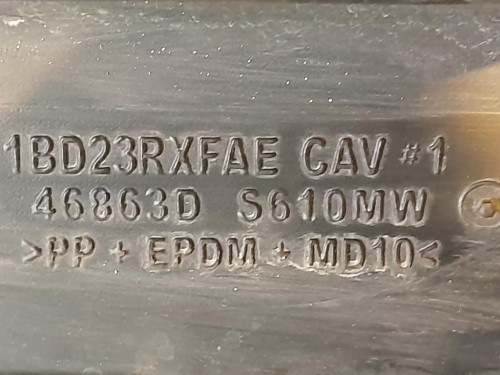 1BD23RXFAE CAV #1
46863D S610MW
>PP + EPDM + MD10<